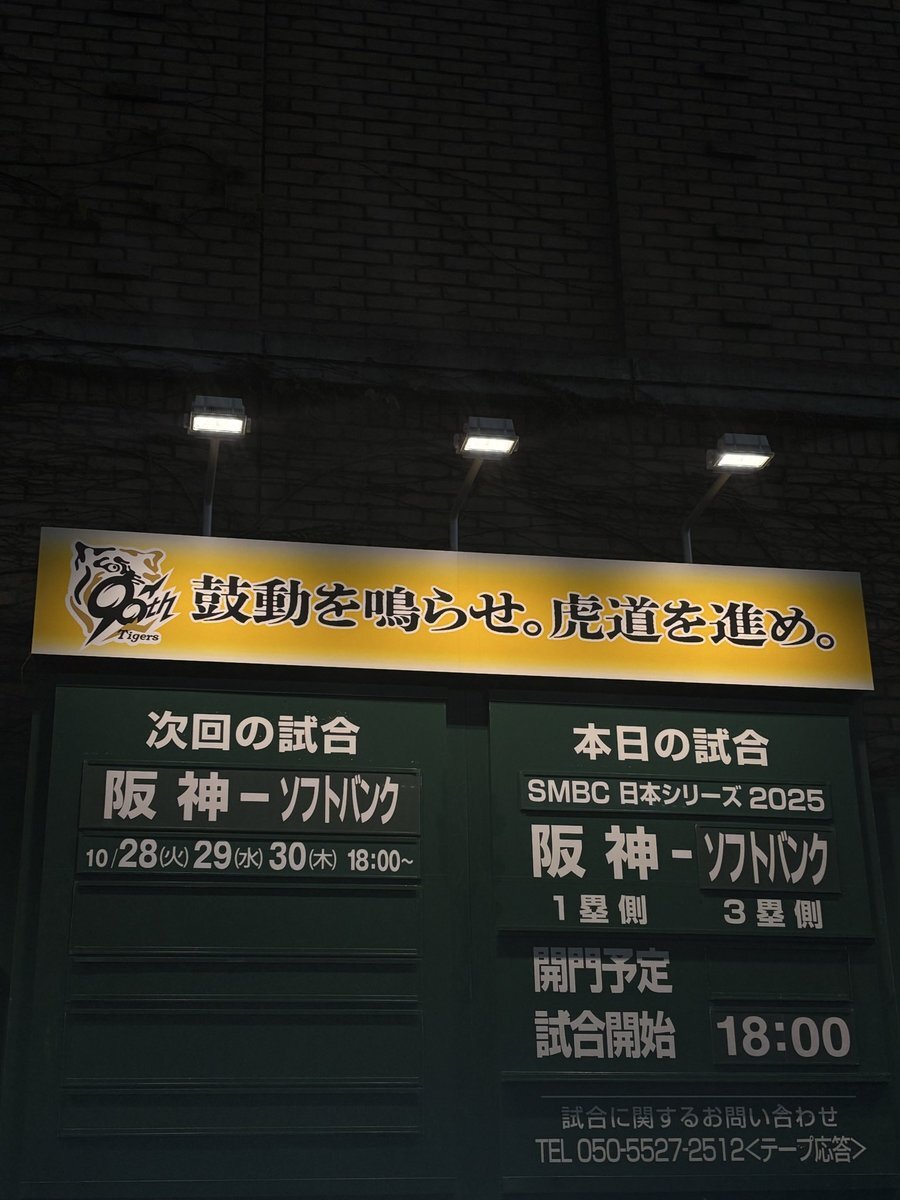 90th
Tigers
鼓動を鳴らせ。虎道を進め。
次回の試合
阪神ーソフトバンク
10/28(火)29(水)30(木) 18:00~
本日の試合
SMBC 日本シリーズ 2025
阪神-ソフトバンク
1塁側 3塁側
開門予定
試合開始 18:00
試合に関するお問い合わせ
TEL 050-5527-2512<テープ応答>